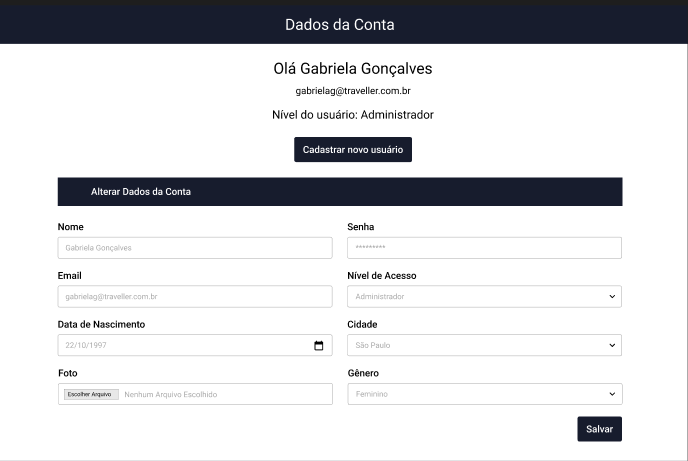 Dados da Conta
Olá Gabriela Gonçalves
gabrielag@traveller.com.br
Nível do usuário: Administrador
Cadastrar novo usuário
Alterar Dados da Conta
Nome
Senha
Gabriela Gonçalves
*********
Email
Nível de Acesso
gabrielag@traveller.com.br
Administrador
Data de Nascimento
Cidade
22/10/1997
São Paulo
Foto
Gênero
Escolher Arquivo Nenhum Arquivo Escolhido
Feminino
Salvar